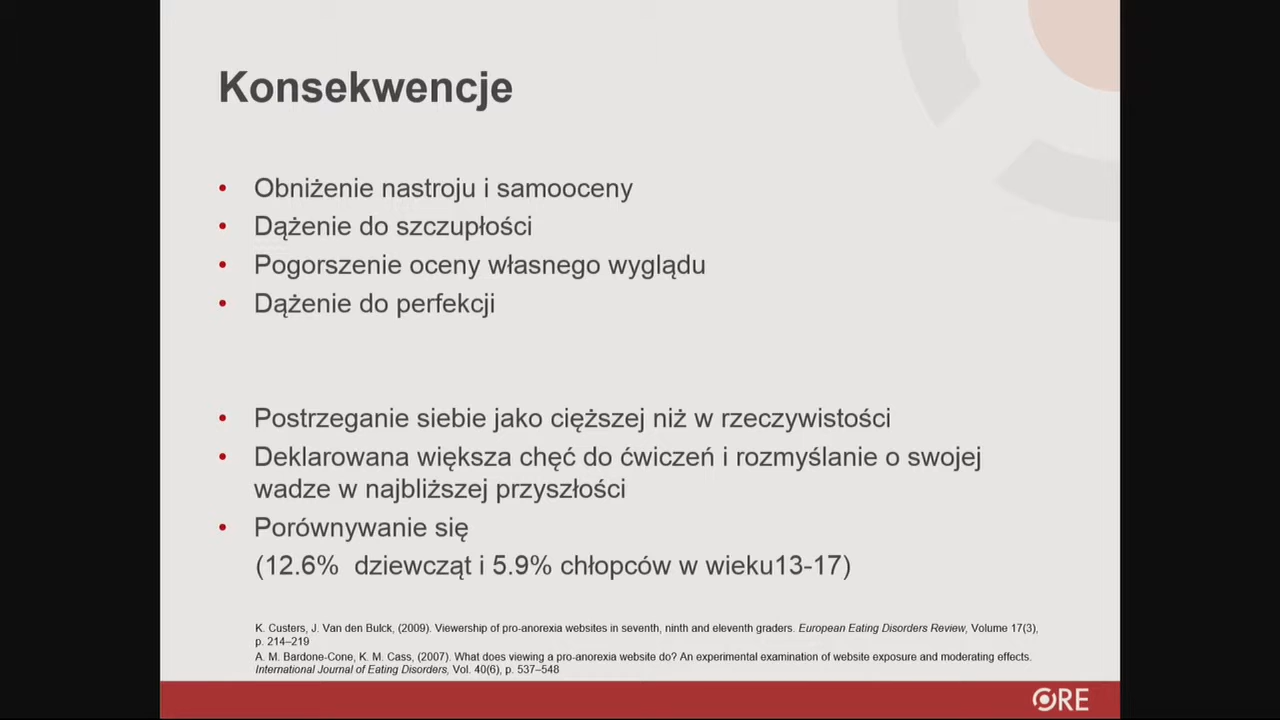 Konsekwencje
• Obniżenie nastroju i samooceny
• Dążenie do szczupłości
• Pogorszenie oceny własnego wyglądu
• Dążenie do perfekcji
• Postrzeganie siebie jako cięższej niż w rzeczywistości
• Deklarowana większa chęć do ćwiczeń i rozmyślanie o swojej
wadze w najbliższej przyszłości
• Porównywanie się
(12.6% dziewcząt i 5.9% chłopców w wieku13-17)
K. Custers, J. Van den Bulck, (2009). Viewership of pro-anorexia websites in seventh, ninth and eleventh graders. European Eating Disorders Review, Volume 17(3),
p. 214–219
A. M. Bardone-Cone, K. M. Cass, (2007). What does viewing a pro-anorexia website do? An experimental examination of website exposure and moderating effects.
International Journal of Eating Disorders, Vol. 40(6), p. 537–548
ORE